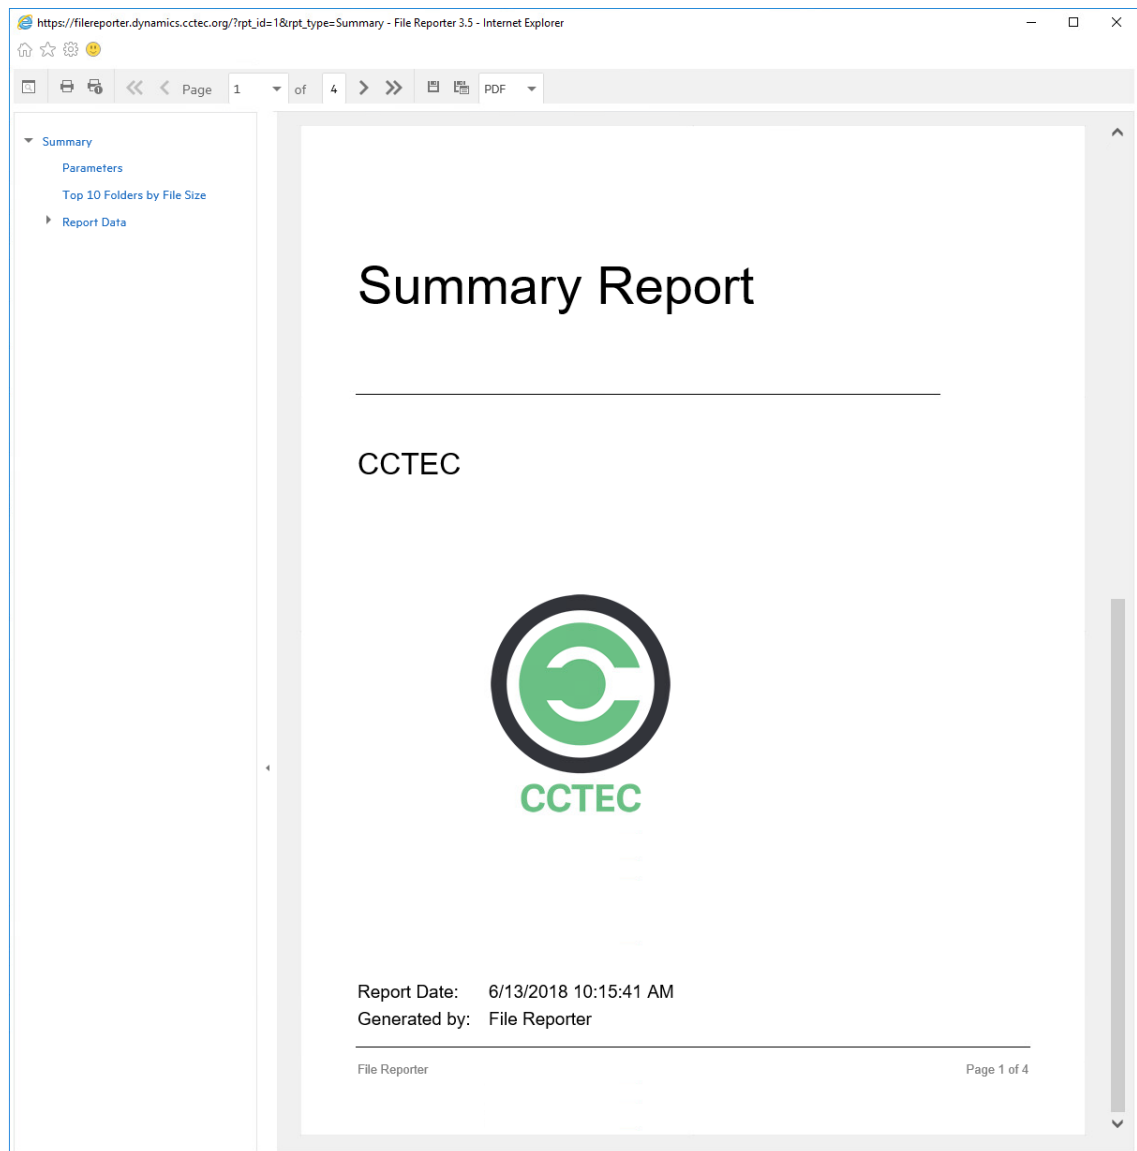 https://filereporter.dynamics.cctec.org/?rpt_id=1&rpt_type=Summary - File Reporter 3.5 - Internet Explorer
Page 1 of 4 PDF
Summary
Parameters
Top 10 Folders by File Size
Report Data
Summary Report
CCTEC
CCTEC
Report Date: 6/13/2018 10:15:41 AM
Generated by: File Reporter
File Reporter Page 1 of 4